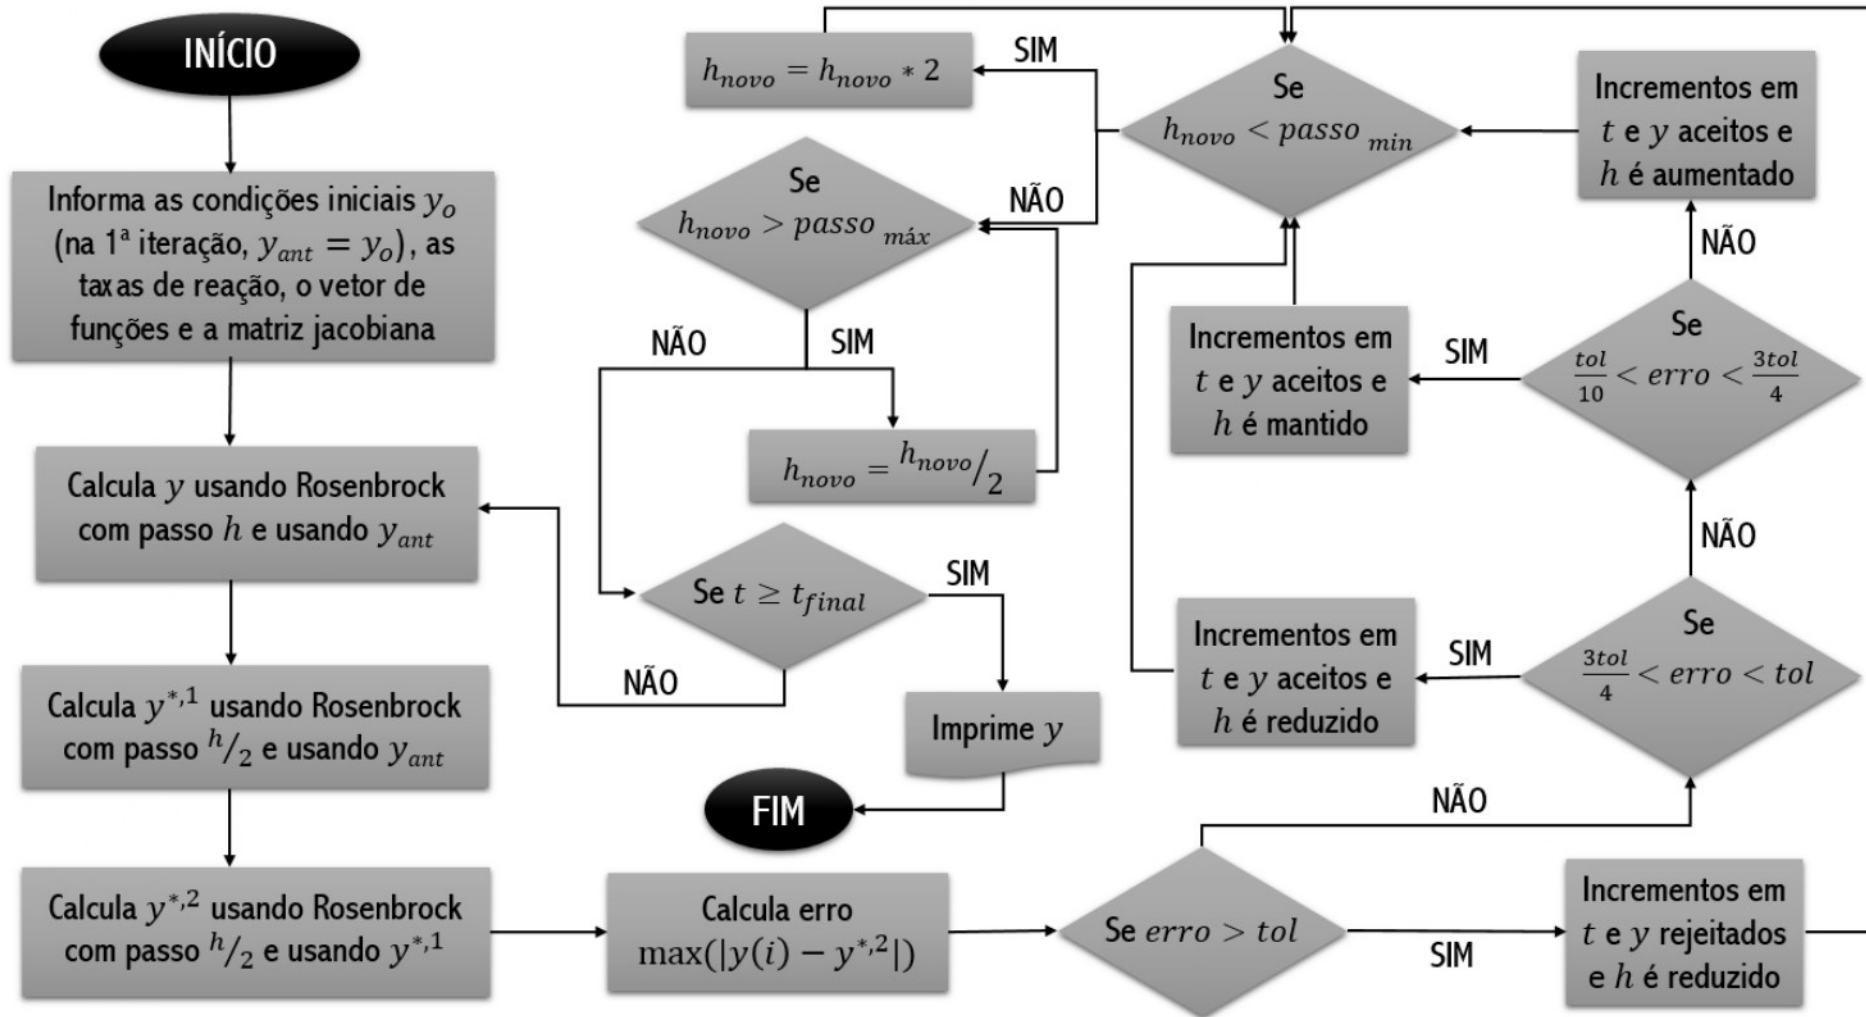 INÍCIO
Informa as condições iniciais y_o
(na 1ª iteração, y_ant = y_o), as
taxas de reação, o vetor de
funções e a matriz jacobiana
Calcula y usando Rosenbrock
com passo h e usando y_ant
Calcula y^*,1 usando Rosenbrock
com passo h/2 e usando y_ant
Calcula y^*,2 usando Rosenbrock
com passo h/2 e usando y^*,1
Calcula erro
max(|y(i) − y^*,2|)
Se erro > tol
NÃO
SIM
Incrementos em
t e y rejeitados
e h é reduzido
Se
3tol/4 < erro < tol
SIM
NÃO
Incrementos em
t e y aceitos e
h é reduzido
Se
tol/10 < erro < 3tol/4
SIM
NÃO
Incrementos em
t e y aceitos e
h é mantido
Incrementos em
t e y aceitos e
h é aumentado
Se
h_novo < passo_min
SIM
NÃO
h_novo = h_novo * 2
Se
h_novo > passo_máx
NÃO
SIM
h_novo = h_novo/2
Se t ≥ t_final
SIM
NÃO
Imprime y
FIM